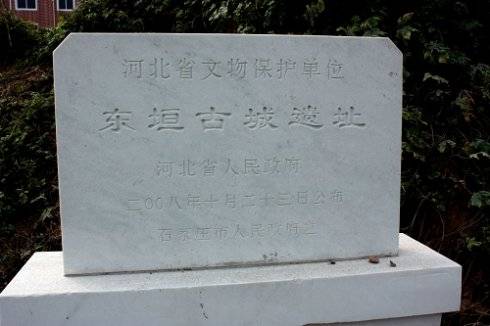 河北省文物保护单位
东垣古城遗址
河北省人民政府
二00八年十月二十三日公布
石家庄市人民政府立